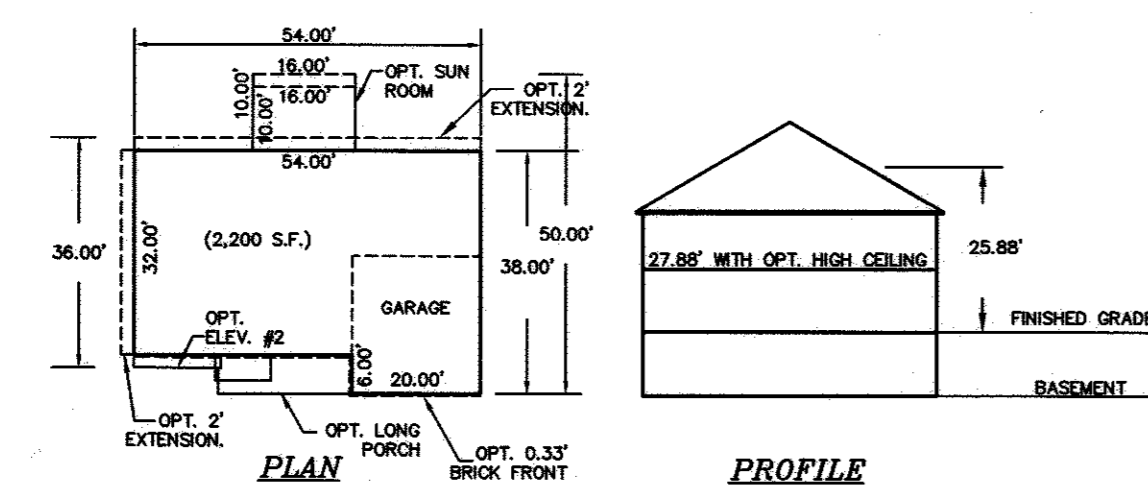 54.00'
16.00'
16.00'
10.00'
10.00'
OPT. SUN
ROOM
OPT. 2'
EXTENSION.
54.00'
36.00'
32.00'
(2,200 S.F.)
38.00'
50.00'
GARAGE
OPT.
ELEV. #2
6.00'
20.00'
OPT. 2'
EXTENSION.
OPT. LONG
PORCH
OPT. 0.33'
BRICK FRONT
PLAN
27.88' WITH OPT. HIGH CEILING
25.88'
FINISHED GRADE
BASEMENT
PROFILE